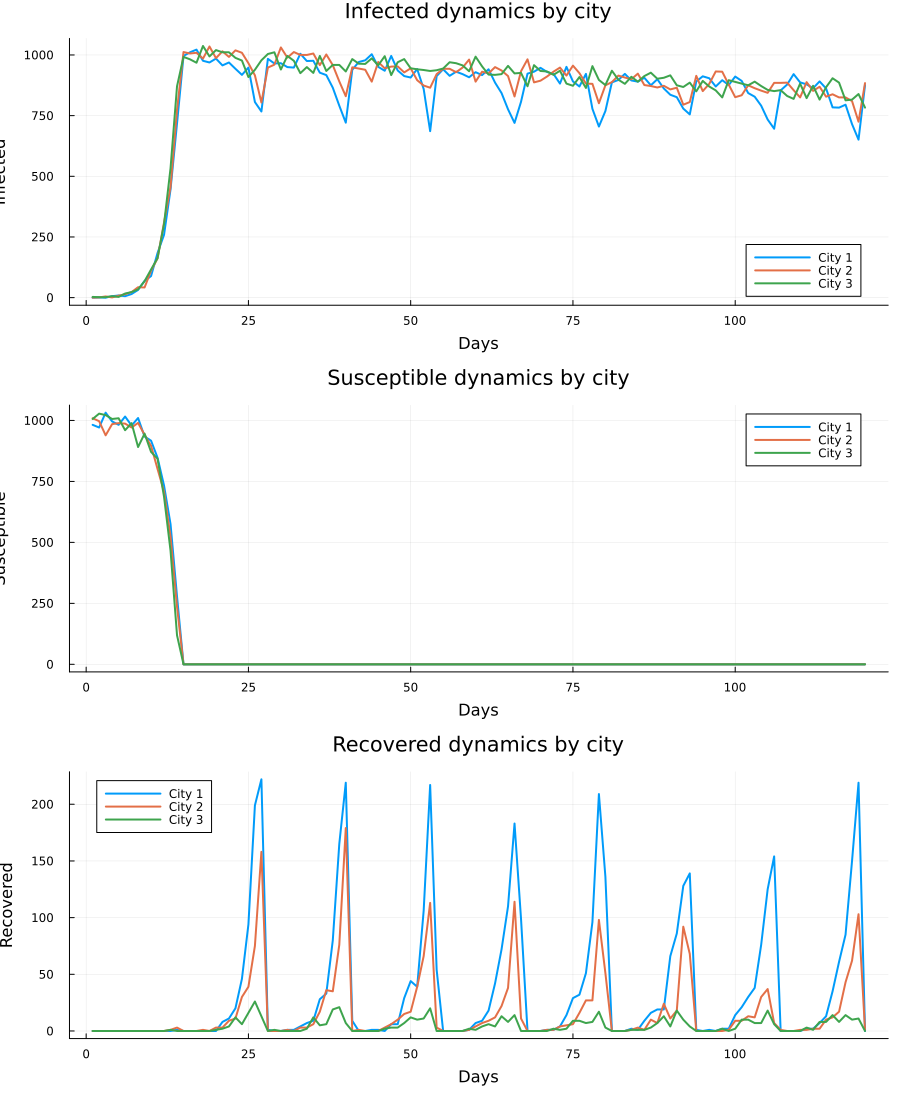 Infected dynamics by city
1000
750
500
250
0
Infected
City 1
City 2
City 3
0 25 50 75 100
Days
Susceptible dynamics by city
1000
750
500
250
0
Susceptible
City 1
City 2
City 3
0 25 50 75 100
Days
Recovered dynamics by city
200
150
100
50
0
Recovered
City 1
City 2
City 3
0 25 50 75 100
Days